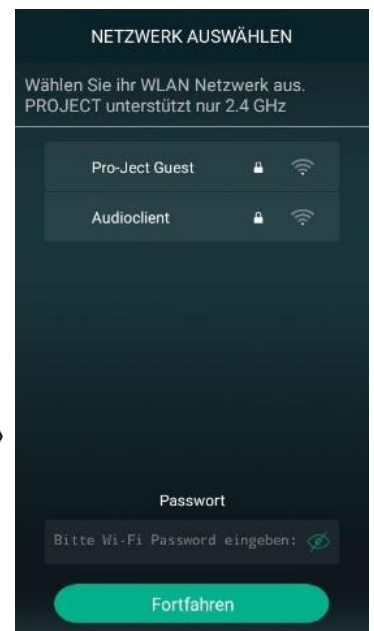 NETZWERK AUSWÄHLEN
Wählen Sie ihr WLAN Netzwerk aus.
PROJECT unterstützt nur 2.4 GHz
Pro-Ject Guest
Audioclient
Passwort
Bitte Wi-Fi Password eingeben:
Fortfahren